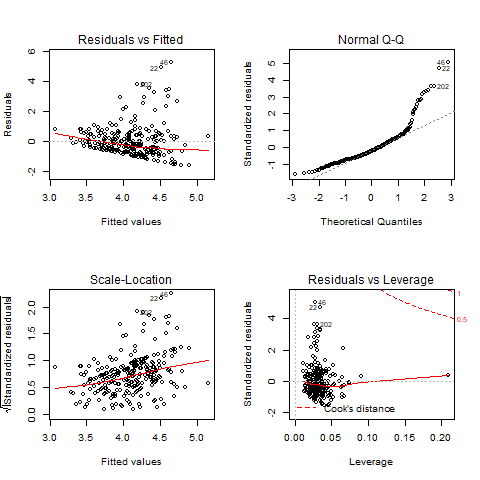 Residuals vs Fitted
Residuals
6
4
2
0
-2
46
22
202
3.0 3.5 4.0 4.5 5.0
Fitted values
Normal Q-Q
Standardized residuals
5
4
3
2
1
0
-1
46
22
202
-3 -2 -1 0 1 2 3
Theoretical Quantiles
Scale-Location
√|Standardized residuals|
2.0
1.5
1.0
0.5
0.0
46
22
202
3.0 3.5 4.0 4.5 5.0
Fitted values
Residuals vs Leverage
Standardized residuals
4
2
0
-2
46
22
202
1
0.5
Cook's distance
0.00 0.05 0.10 0.15 0.20
Leverage